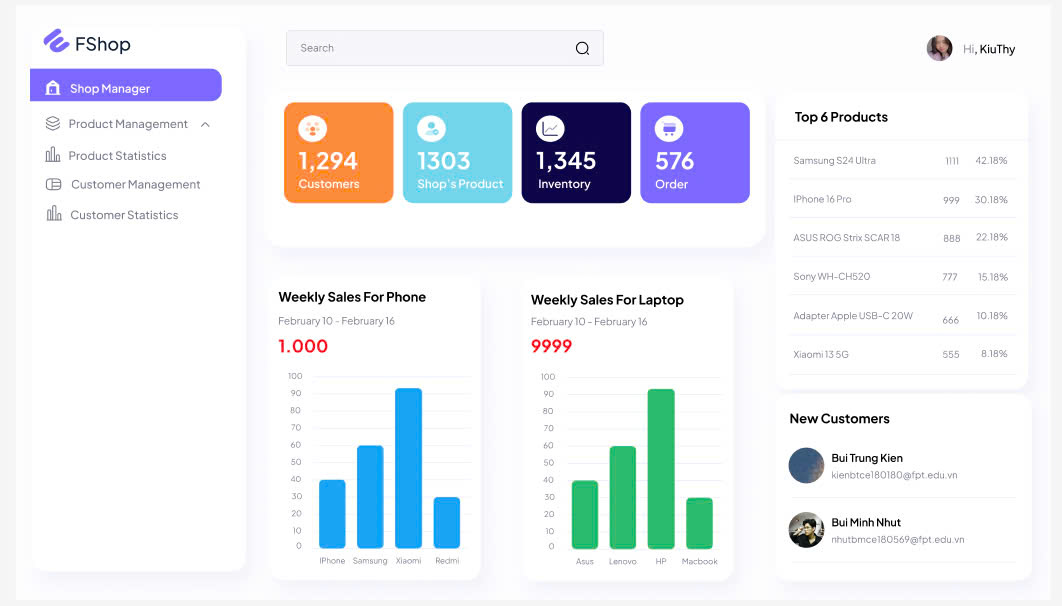 FShop
Shop Manager
Product Management
Product Statistics
Customer Management
Customer Statistics
Search
Hi, KiuThy
1,294
Customers
1303
Shop's Product
1,345
Inventory
576
Order
Weekly Sales For Phone
February 10 - February 16
1.000
100
90
80
70
60
50
40
30
20
10
0
IPhone Samsung Xiaomi Redmi
Weekly Sales For Laptop
February 10 - February 16
9999
100
90
80
70
60
50
40
30
20
10
0
Asus Lenovo HP Macbook
Top 6 Products
Samsung S24 Ultra 1111 42.18%
IPhone 16 Pro 999 30.18%
ASUS ROG Strix SCAR 18 888 22.18%
Sony WH-CH520 777 15.18%
Adapter Apple USB-C 20W 666 10.18%
Xiaomi 13 5G 555 8.18%
New Customers
Bui Trung Kien
kienbtce180180@fpt.edu.vn
Bui Minh Nhut
nhutbmce180569@fpt.edu.vn